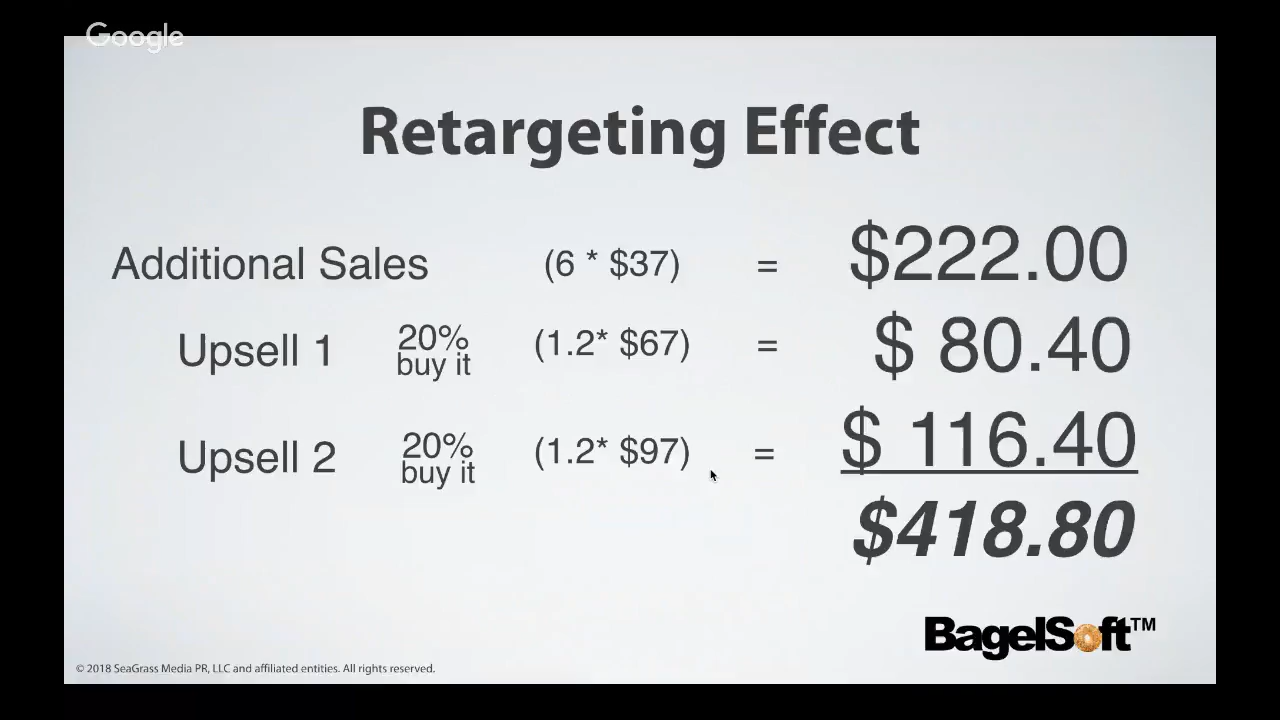 Google
Retargeting Effect
Additional Sales (6 * $37) = $222.00
Upsell 1 20% buy it (1.2* $67) = $ 80.40
Upsell 2 20% buy it (1.2* $97) = $ 116.40
$418.80
BagelSoft™
© 2018 SeaGrass Media PR, LLC and affiliated entities. All rights reserved.